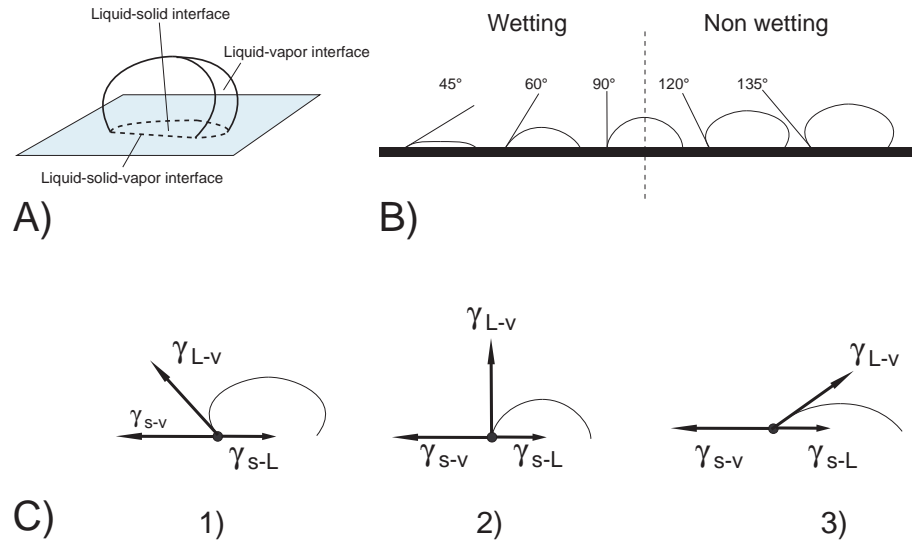 Liquid-solid interface
Liquid-vapor interface
Liquid-solid-vapor interface
A)
Wetting
Non wetting
45°
60°
90°
120°
135°
B)
γL-v
γs-v
γs-L
1)
γL-v
γs-v
γs-L
2)
γL-v
γs-v
γs-L
3)
C)